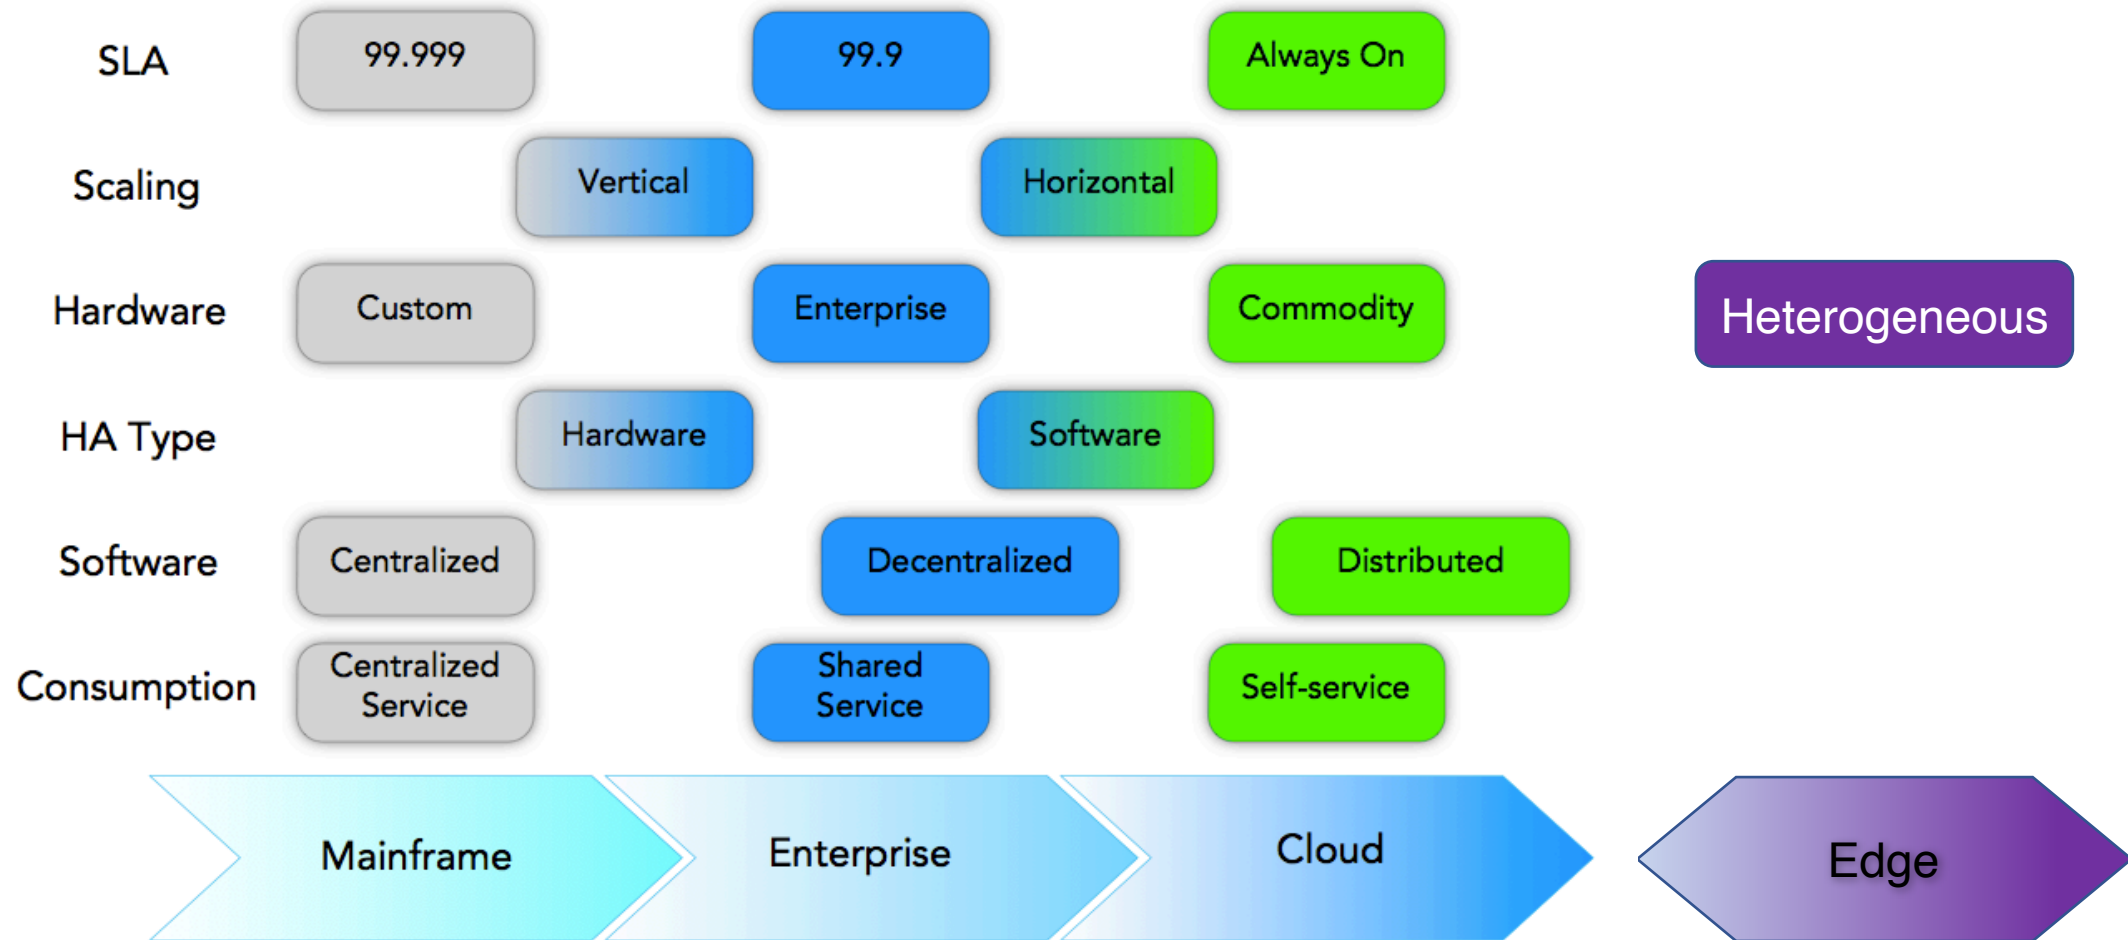 SLA
99.999
99.9
Always On
Scaling
Vertical
Horizontal
Hardware
Custom
Enterprise
Commodity
Heterogeneous
HA Type
Hardware
Software
Software
Centralized
Decentralized
Distributed
Consumption
Centralized
Service
Shared
Service
Self-service
Mainframe
Enterprise
Cloud
Edge